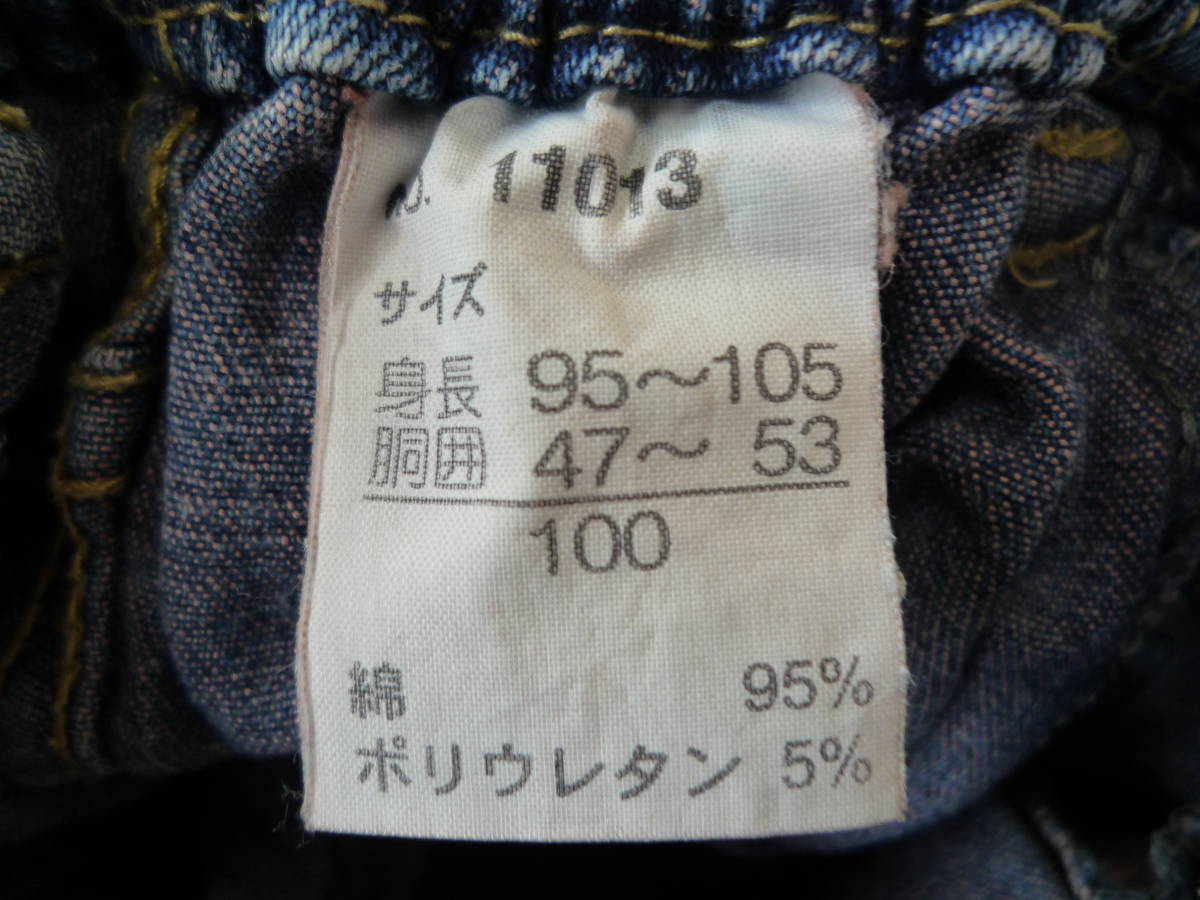 No. 11013
サイズ
身長 95～105
胴囲 47～ 53
100
綿 95%
ポリウレタン 5%